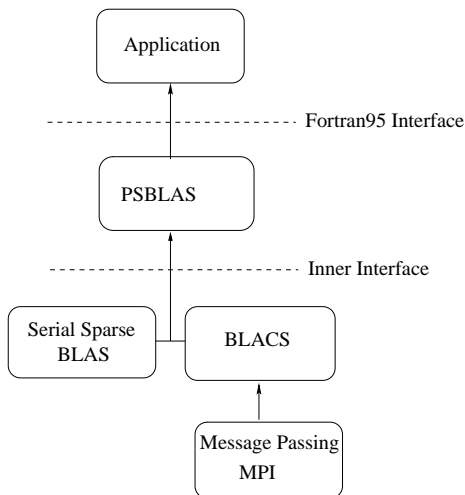 Application
Fortran95 Interface
PSBLAS
Inner Interface
Serial Sparse
BLAS
BLACS
Message Passing
MPI